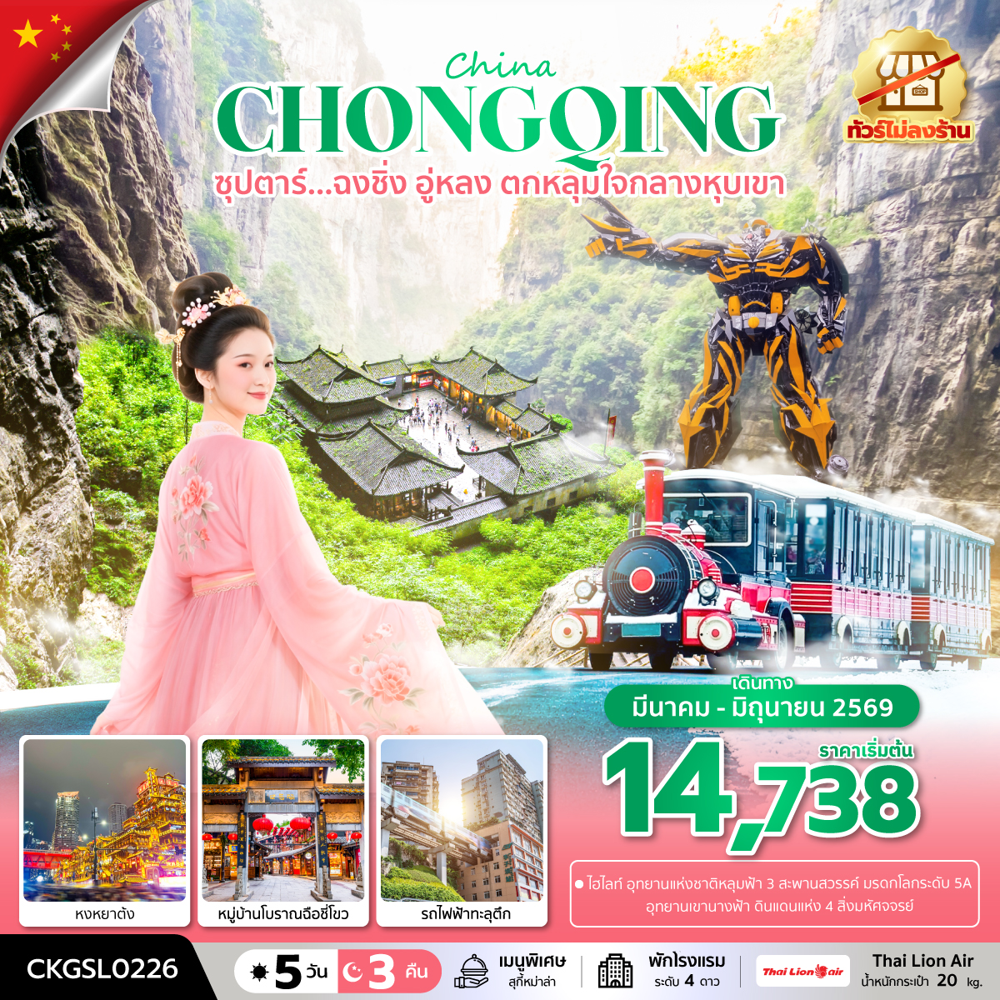 China
CHONGQING
ซุปตาร์...ฉงชิ่ง อู่หลง ตกหลุมใจกลางหุบเขา
SHOP
ทัวร์ไม่ลงร้าน
เดินทาง
มีนาคม - มิถุนายน 2569
ราคาเริ่มต้น
14,738
• ไฮไลท์ อุทยานแห่งชาติหลุมฟ้า 3 สะพานสวรรค์ มรดกโลกระดับ 5A
อุทยานเขานางฟ้า ดินแดนแห่ง 4 สิ่งมหัศจจรย์
หงหยาต้ง
หมู่บ้านโบราณฉือชี่โขว
รถไฟฟ้าทะลุตึก
CKGSL0226
5 วัน 3 คืน
เมนูพิเศษ
สุกี้หม่าล่า
พักโรงแรม
ระดับ 4 ดาว
Thai Lion air
Thai Lion Air
น้ำหนักกระเป๋า 20 kg.